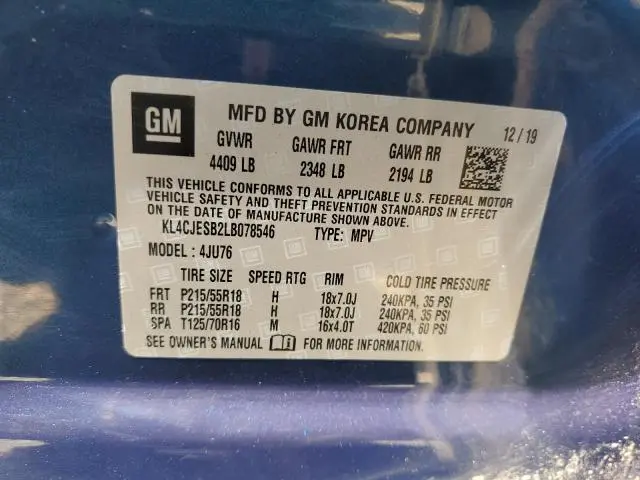 GM MFD BY GM KOREA COMPANY 12/19
GVWR GAWR FRT GAWR RR
4409 LB 2348 LB 2194 LB
THIS VEHICLE CONFORMS TO ALL APPLICABLE U.S. FEDERAL MOTOR
VEHICLE SAFETY AND THEFT PREVENTION STANDARDS IN EFFECT
ON THE DATE OF MANUFACTURE SHOWN ABOVE.
KL4CJESB2LB078546 TYPE: MPV
MODEL: 4JU76
TIRE SIZE SPEED RTG RIM COLD TIRE PRESSURE
FRT P215/55R18 H 18x7.0J 240KPA, 35 PSI
RR P215/55R18 H 18x7.0J 240KPA, 35 PSI
SPA T125/70R16 M 16x4.0T 420KPA, 60 PSI
SEE OWNER'S MANUAL FOR MORE INFORMATION.